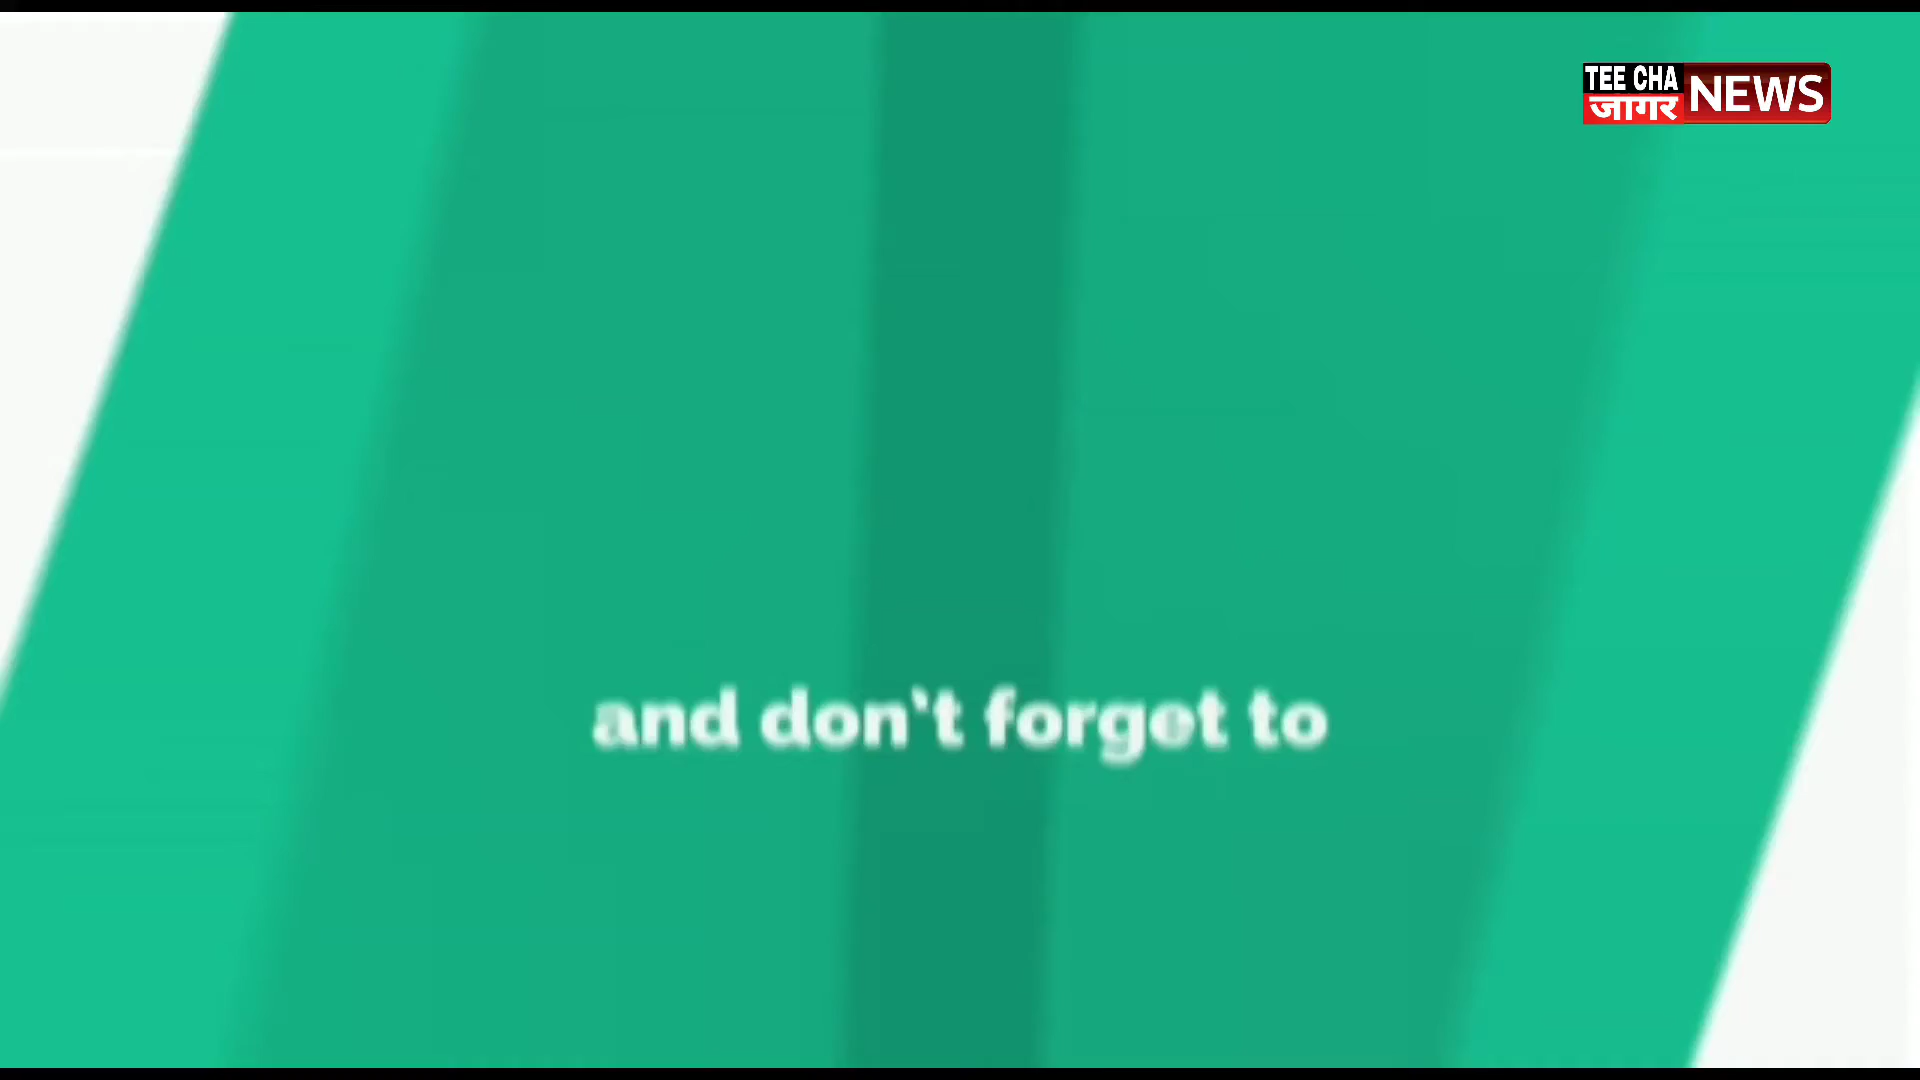 TEE CHA
जागर
NEWS
and don't forget to